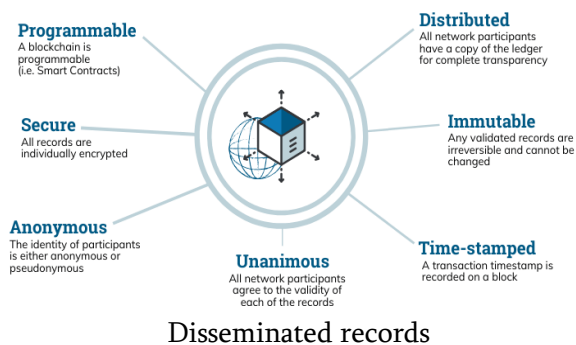 Programmable
A blockchain is
programmable
(i.e. Smart Contracts)
Distributed
All network participants
have a copy of the ledger
for complete transparency
Secure
All records are
individually encrypted
Immutable
Any validated records are
irreversible and cannot be
changed
Anonymous
The identity of participants
is either anonymous or
pseudonymous
Unanimous
All network participants
agree to the validity of
each of the records
Time-stamped
A transaction timestamp is
recorded on a block
Disseminated records